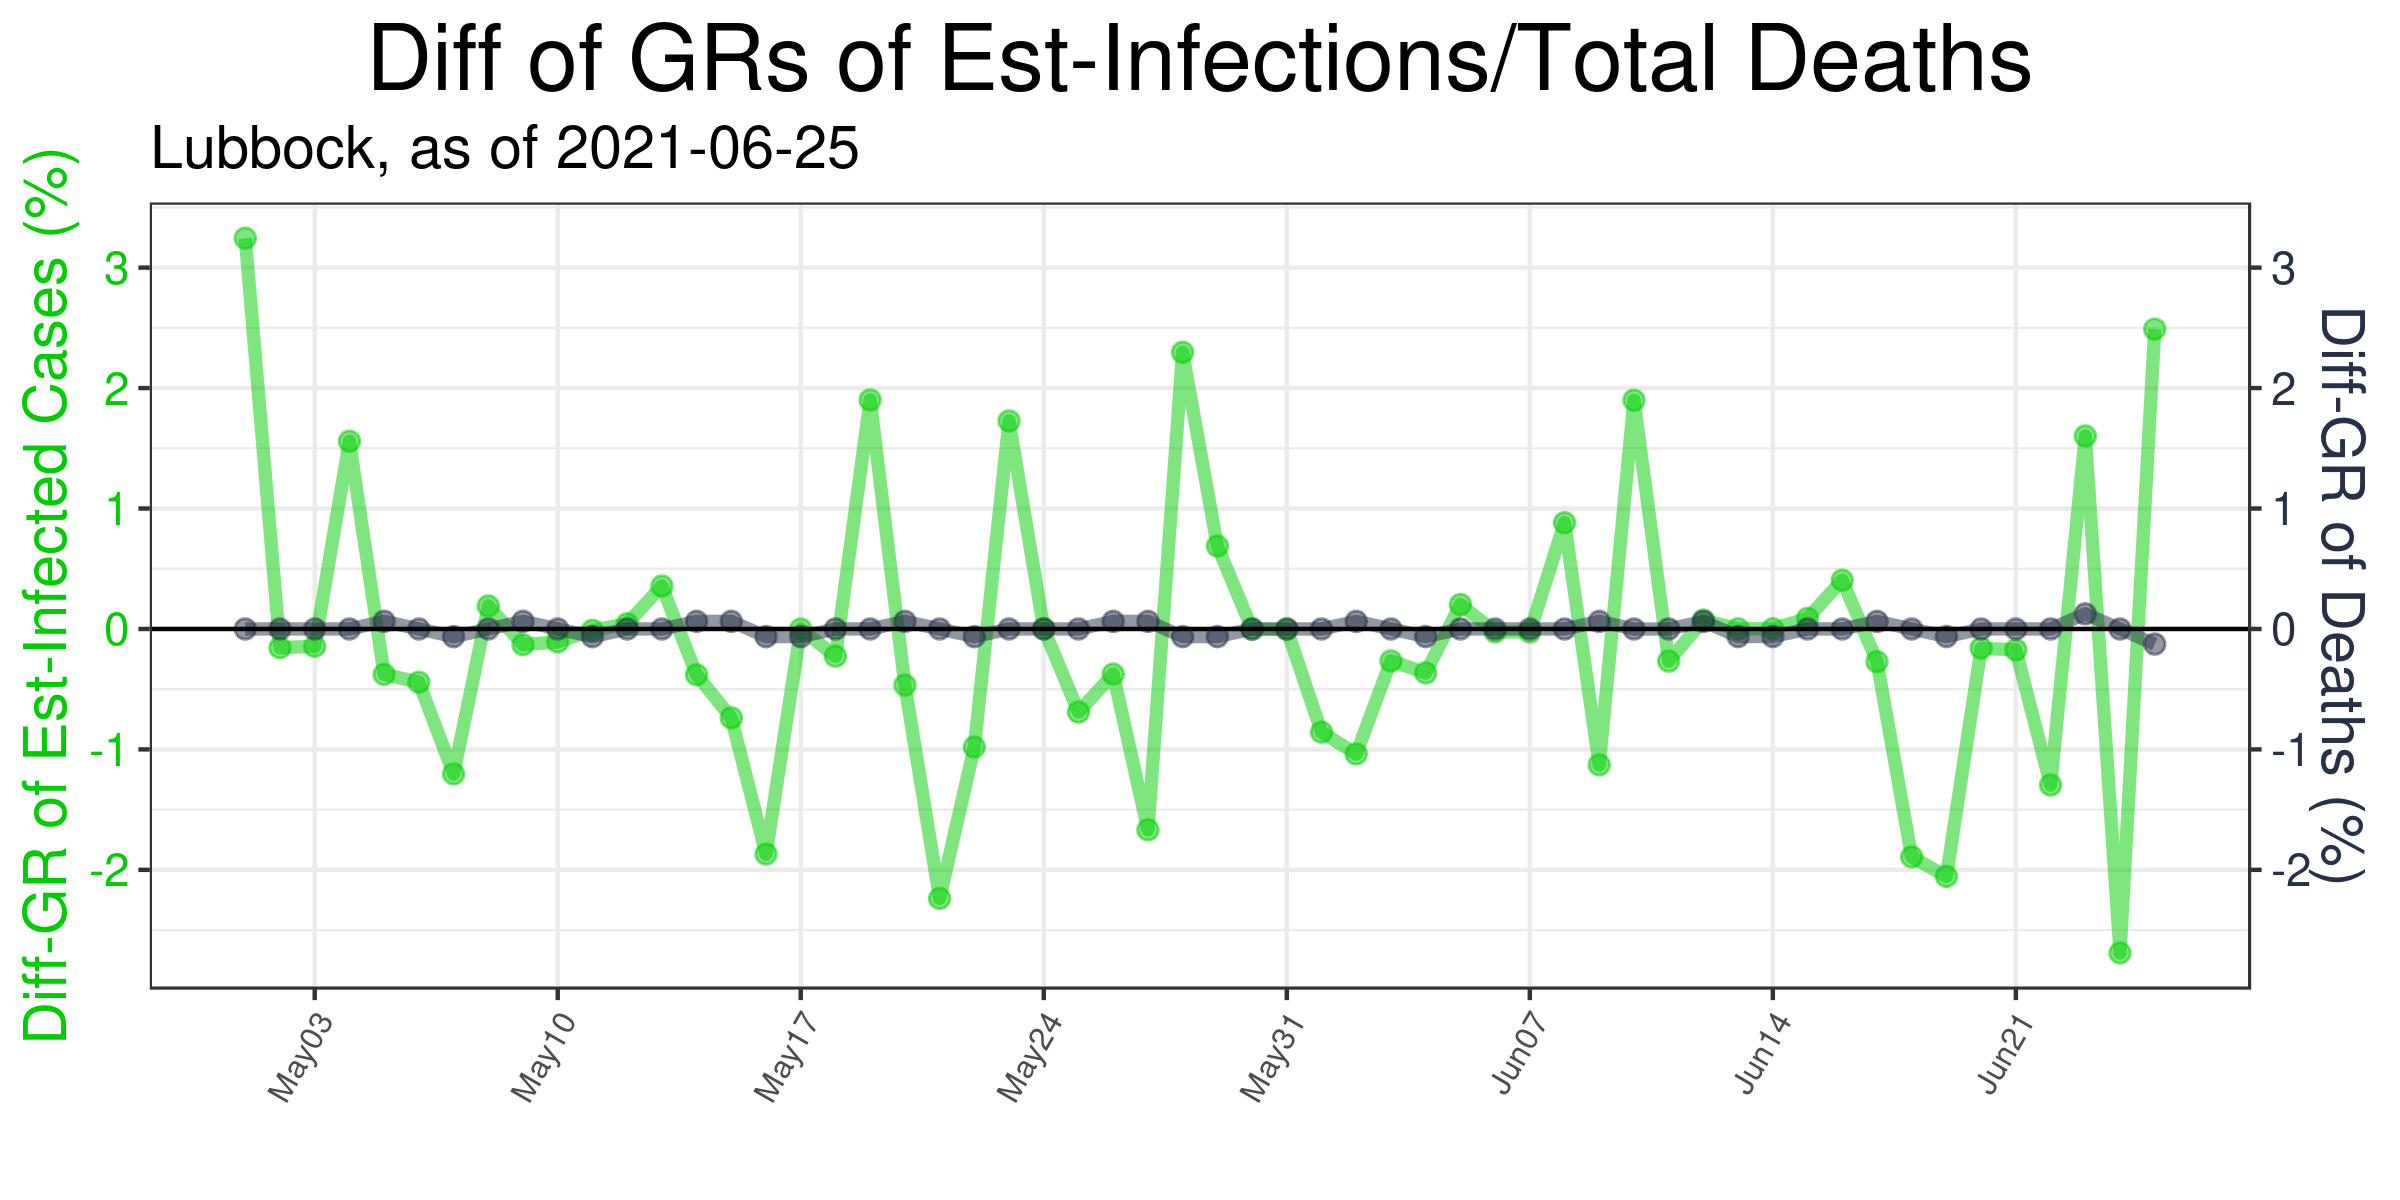 Diff of GRs of Est-Infections/Total Deaths
Lubbock, as of 2021-06-25
Diff-GR of Est-Infected Cases (%)
3
2
1
0
-1
-2
3
2
1
0
-1
-2
Diff-GR of Deaths (%)
May03
May10
May17
May24
May31
Jun07
Jun14
Jun21